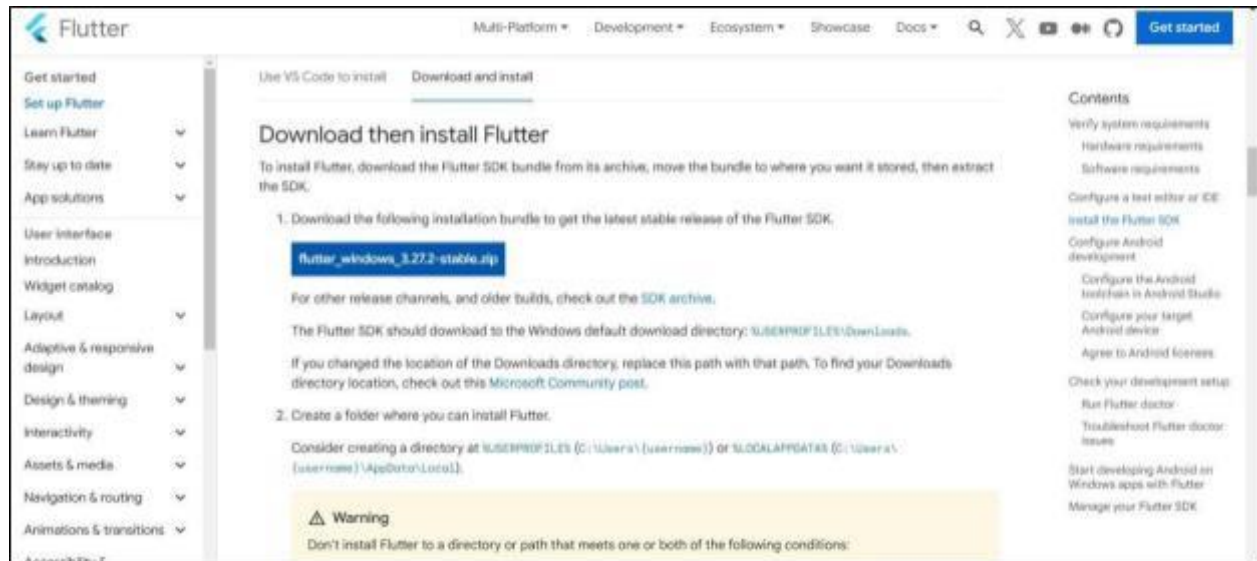 Flutter
Multi-Platform
Development
Ecosystem
Showcase
Docs
Get started
Get started
Set up Flutter
Learn Flutter
Stay up to date
App solutions
User interface
Introduction
Widget catalog
Layout
Adaptive & responsive
design
Design & theming
Interactivity
Assets & media
Navigation & routing
Animations & transitions
Use VS Code to install
Download and install
Download then install Flutter
To install Flutter, download the Flutter SDK bundle from its archive, move the bundle to where you want it stored, then extract
the SDK.
1. Download the following installation bundle to get the latest stable release of the Flutter SDK.
flutter_windows_3.27.2-stable.zip
For other release channels, and older builds, check out the SDK archive.
The Flutter SDK should download to the Windows default download directory: %USERPROFILE%\Downloads.
If you changed the location of the Downloads directory, replace this path with that path. To find your Downloads
directory location, check out this Microsoft Community post.
2. Create a folder where you can install Flutter.
Consider creating a directory at %USERPROFILE% (C:\Users\{username}) or %LOCALAPPDATA% (C:\Users\
{username}\AppData\Local).
Warning
Don't install Flutter to a directory or path that meets one or both of the following conditions:
Contents
Verify system requirements
Hardware requirements
Software requirements
Configure a text editor or IDE
Install the Flutter SDK
Configure Android
development
Configure the Android
toolchain in Android Studio
Configure your target
Android device
Agree to Android licenses
Check your development setup
Run Flutter doctor
Troubleshoot Flutter doctor
issues
Start developing Android on
Windows apps with Flutter
Manage your Flutter SDK